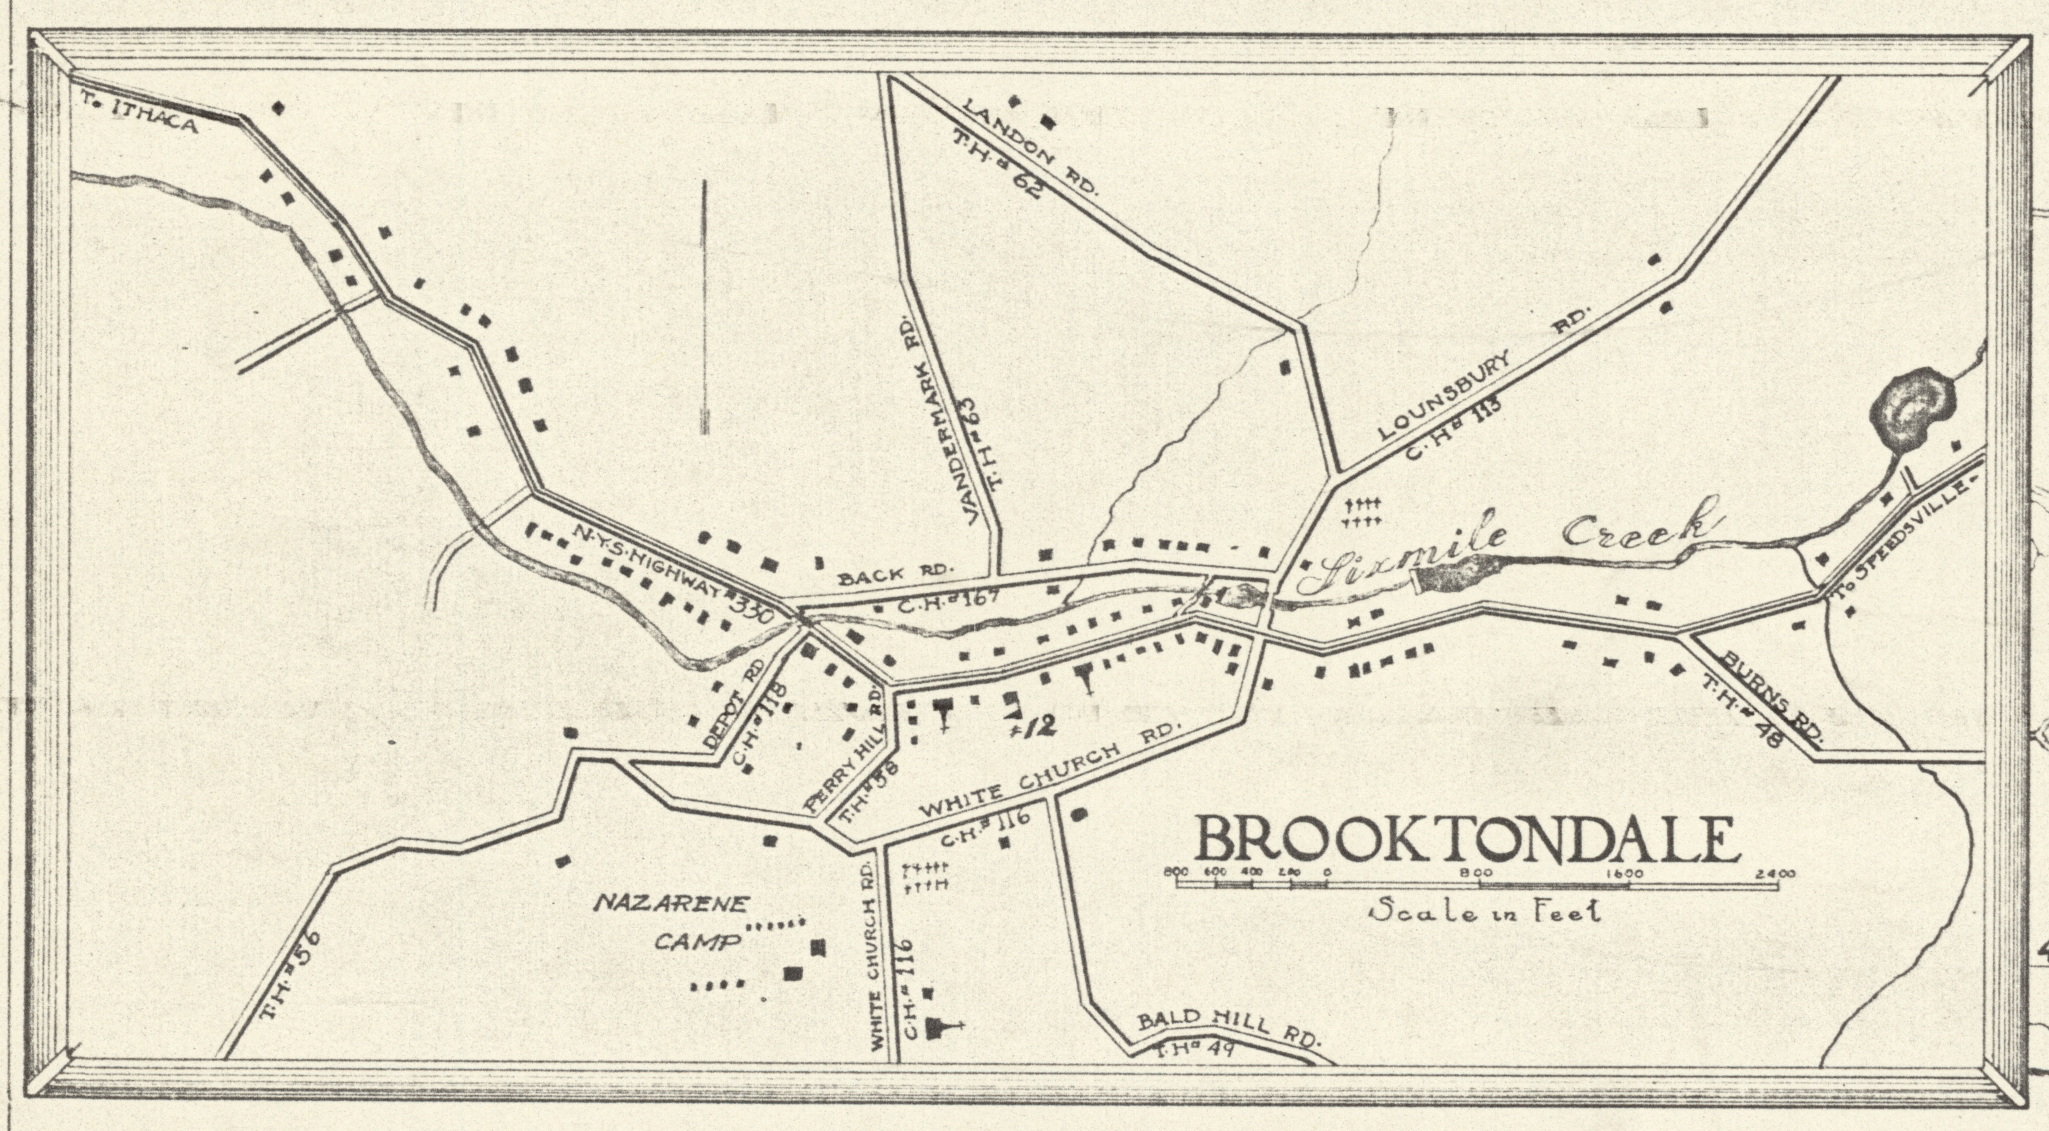 To ITHACA
LANDON RD.
T.H.# 62
VANDERMARK RD.
T.H.# 63
LOUNSBURY RD.
C.H.# 113
N.Y.S. HIGHWAY #330
BACK RD.
C.H.# 167
Sixmile Creek
To SPEEDSVILLE
DEPOT RD
C.H.# 118
PERRY HILL RD.
T.H.# 58
#12
WHITE CHURCH RD.
C.H.# 116
BURNS RD.
T.H.# 48
BROOKTONDALE
800 600 400 200 0 800 1600 2400
Scale in Feet
NAZARENE
CAMP
T.H.# 56
WHITE CHURCH RD.
C.H.# 116
BALD HILL RD.
T.H# 49